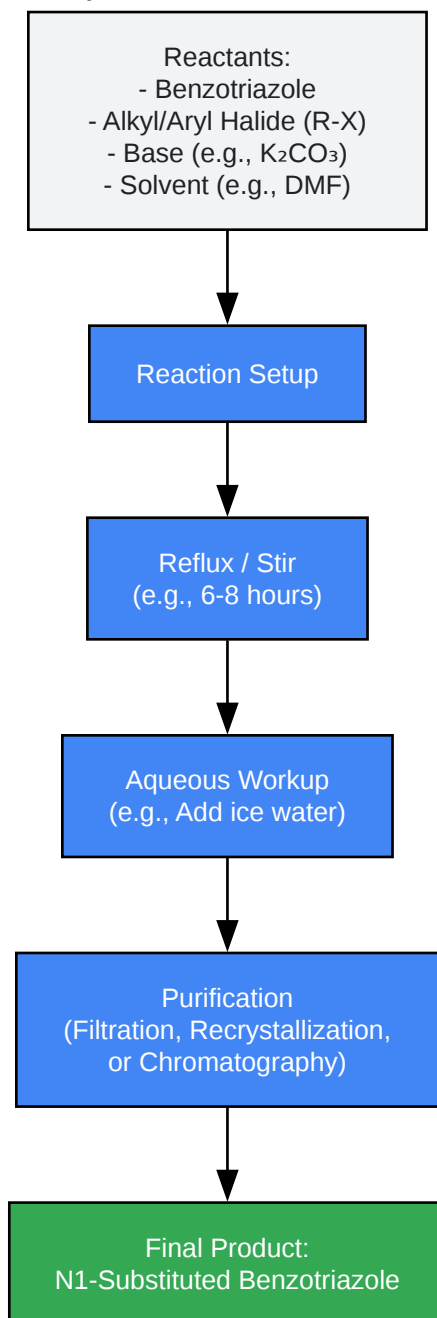 Reactants:
- Benzotriazole
- Alkyl/Aryl Halide (R-X)
- Base (e.g., K₂CO₃)
- Solvent (e.g., DMF)
Reaction Setup
Reflux / Stir
(e.g., 6-8 hours)
Aqueous Workup
(e.g., Add ice water)
Purification
(Filtration, Recrystallization,
or Chromatography)
Final Product:
N1-Substituted Benzotriazole